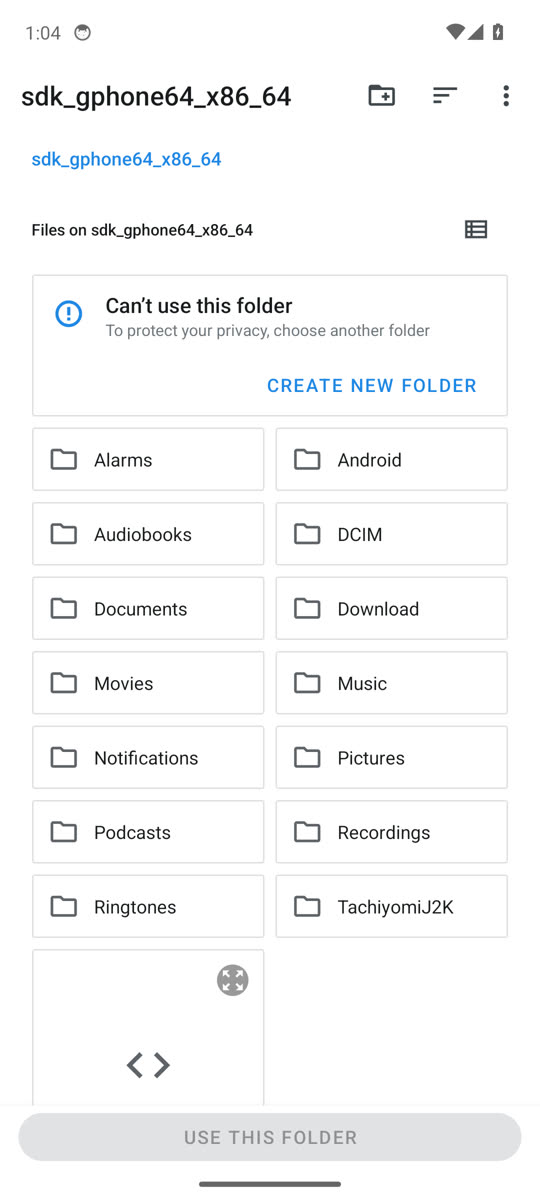 1:04
sdk_gphone64_x86_64
sdk_gphone64_x86_64
Files on sdk_gphone64_x86_64
Can’t use this folder
To protect your privacy, choose another folder
CREATE NEW FOLDER
Alarms
Android
Audiobooks
DCIM
Documents
Download
Movies
Music
Notifications
Pictures
Podcasts
Recordings
Ringtones
TachiyomiJ2K
USE THIS FOLDER